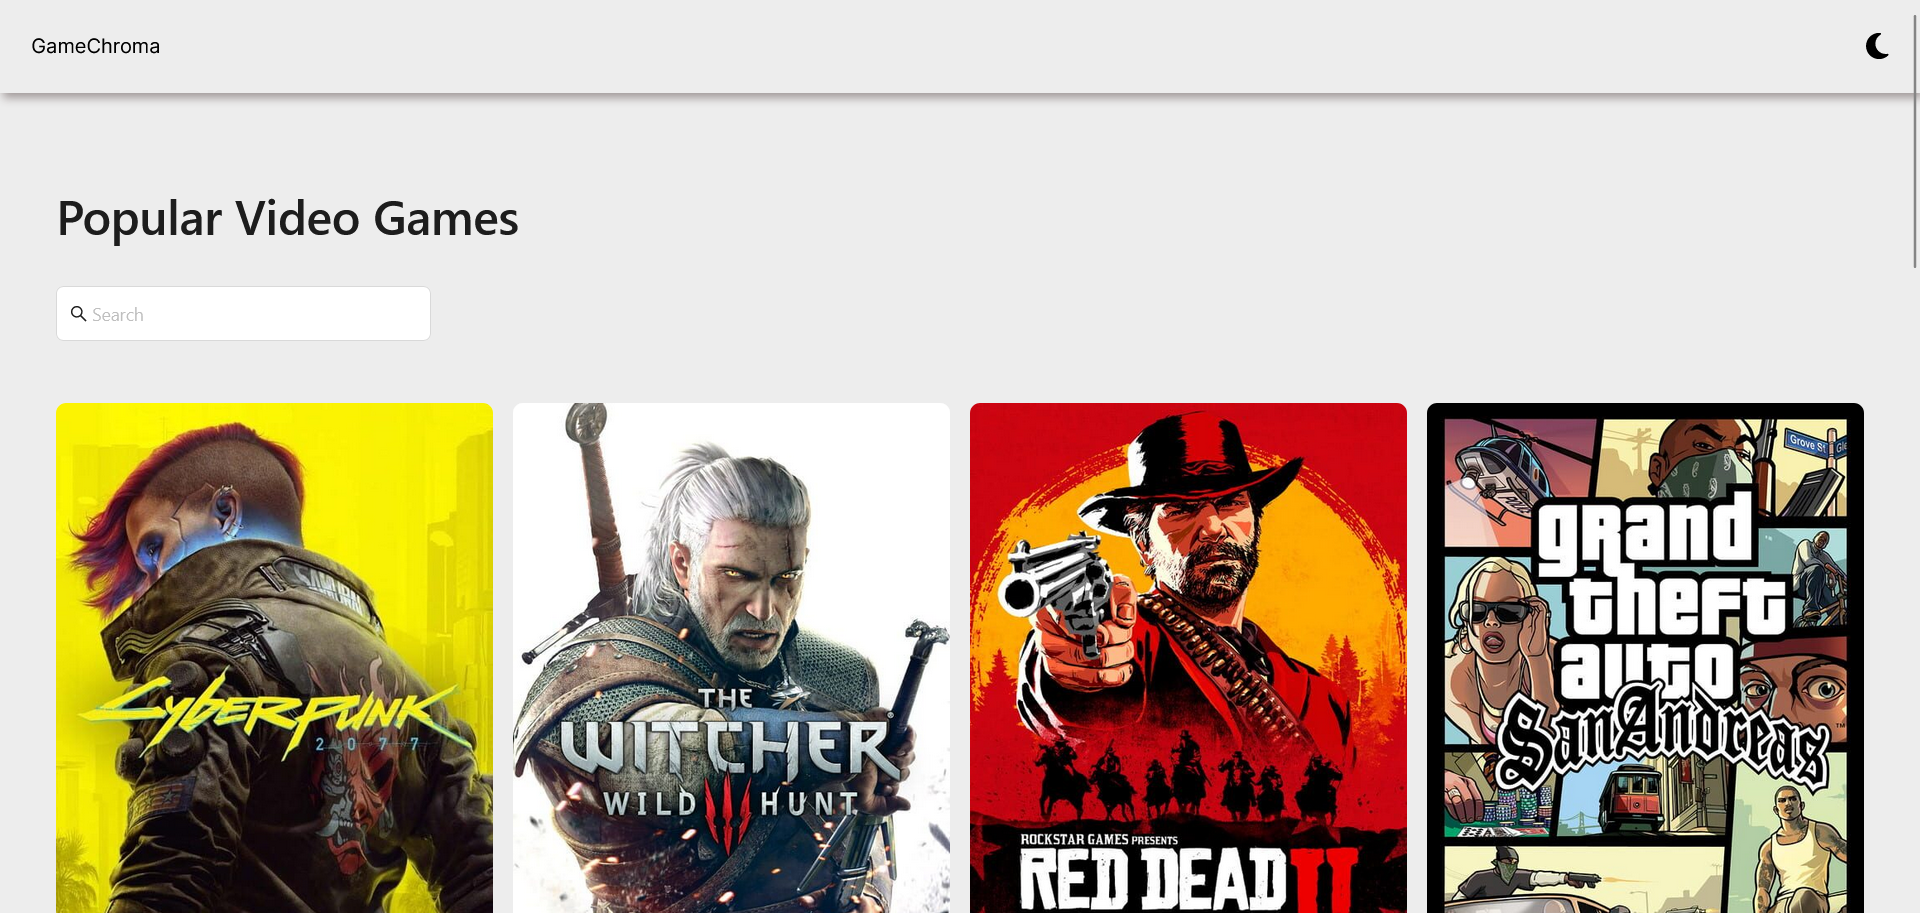 GameChroma
Popular Video Games
Search
CYBERPUNK
2077
THE
WITCHER®
WILD III HUNT
ROCKSTAR GAMES PRESENTS
RED DEAD II
Grove St
grand
theft
auto
San Andreas
TM